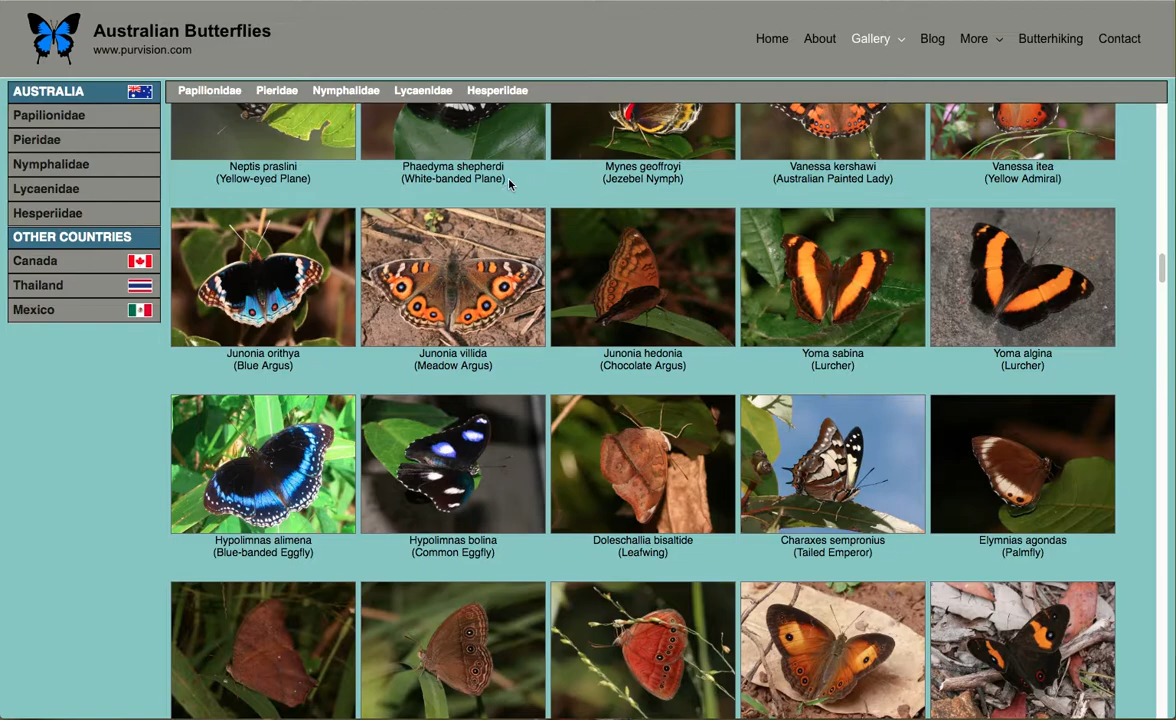 Australian Butterflies
www.purvision.com
Home About Gallery Blog More Butterhiking Contact
AUSTRALIA
Papilionidae
Pieridae
Nymphalidae
Lycaenidae
Hesperiidae
OTHER COUNTRIES
Canada
Thailand
Mexico
Papilionidae Pieridae Nymphalidae Lycaenidae Hesperiidae
Neptis praslini
(Yellow-eyed Plane)
Phaedyma shepherdi
(White-banded Plane)
Mynes geoffroyi
(Jezebel Nymph)
Vanessa kershawi
(Australian Painted Lady)
Vanessa itea
(Yellow Admiral)
Junonia orithya
(Blue Argus)
Junonia villida
(Meadow Argus)
Junonia hedonia
(Chocolate Argus)
Yoma sabina
(Lurcher)
Yoma algina
(Lurcher)
Hypolimnas alimena
(Blue-banded Eggfly)
Hypolimnas bolina
(Common Eggfly)
Doleschallia bisaltide
(Leafwing)
Charaxes sempronius
(Tailed Emperor)
Elymnias agondas
(Palmfly)